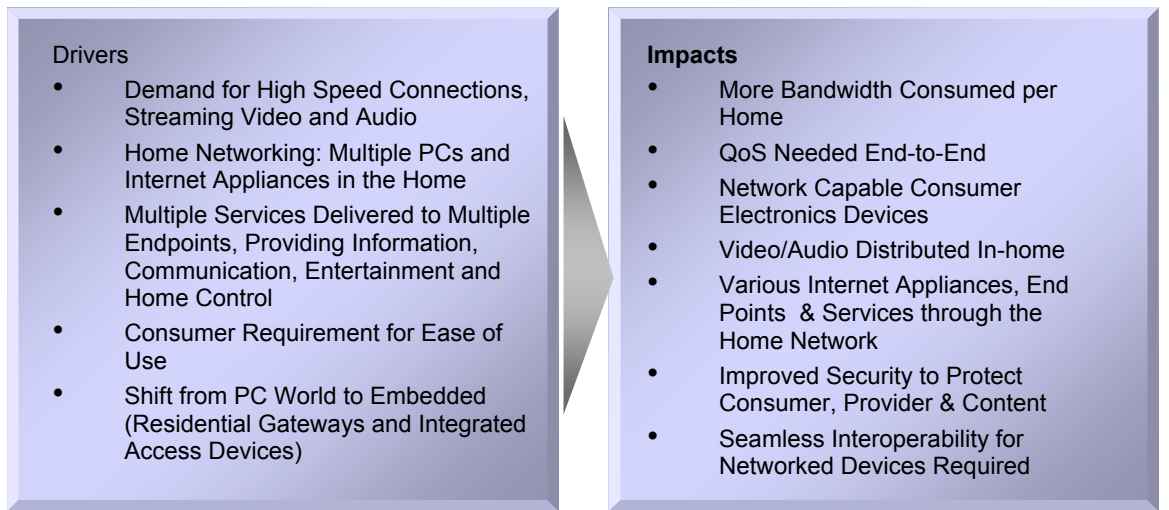 Drivers
• Demand for High Speed Connections,
Streaming Video and Audio
• Home Networking: Multiple PCs and
Internet Appliances in the Home
• Multiple Services Delivered to Multiple
Endpoints, Providing Information,
Communication, Entertainment and
Home Control
• Consumer Requirement for Ease of
Use
• Shift from PC World to Embedded
(Residential Gateways and Integrated
Access Devices)
Impacts
• More Bandwidth Consumed per
Home
• QoS Needed End-to-End
• Network Capable Consumer
Electronics Devices
• Video/Audio Distributed In-home
• Various Internet Appliances, End
Points & Services through the
Home Network
• Improved Security to Protect
Consumer, Provider & Content
• Seamless Interoperability for
Networked Devices Required